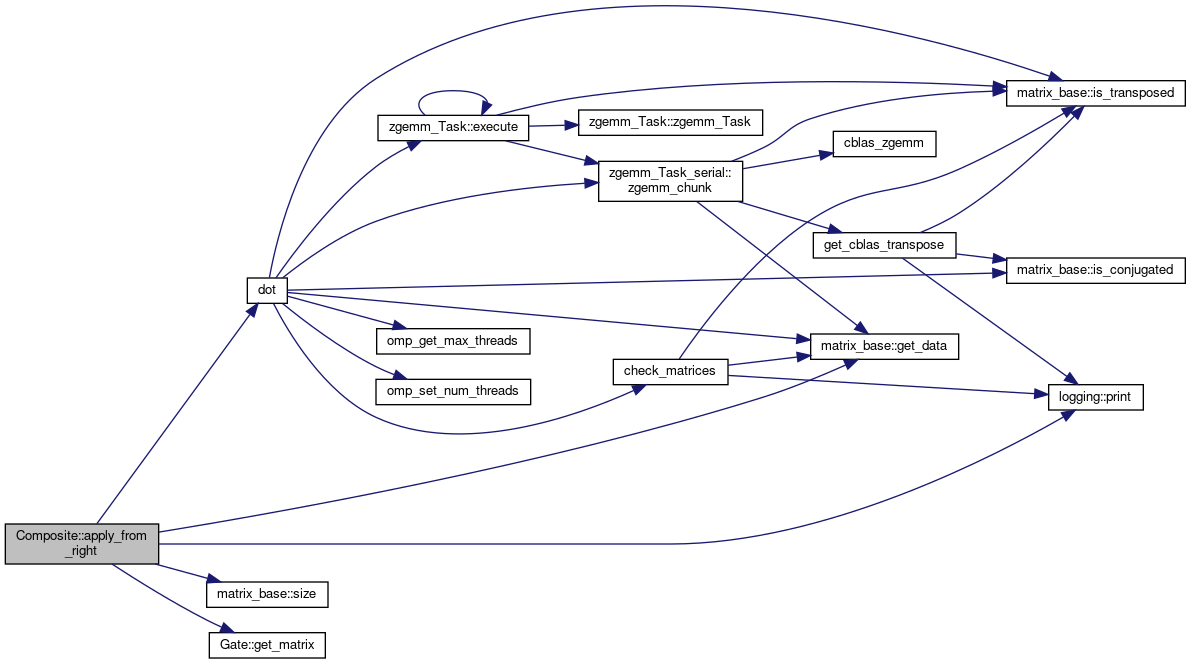 matrix_base::is_transposed
zgemm_Task::execute
zgemm_Task::zgemm_Task
cblas_zgemm
zgemm_Task_serial::
zgemm_chunk
get_cblas_transpose
matrix_base::is_conjugated
dot
omp_get_max_threads
matrix_base::get_data
check_matrices
omp_set_num_threads
logging::print
Composite::apply_from
_right
matrix_base::size
Gate::get_matrix